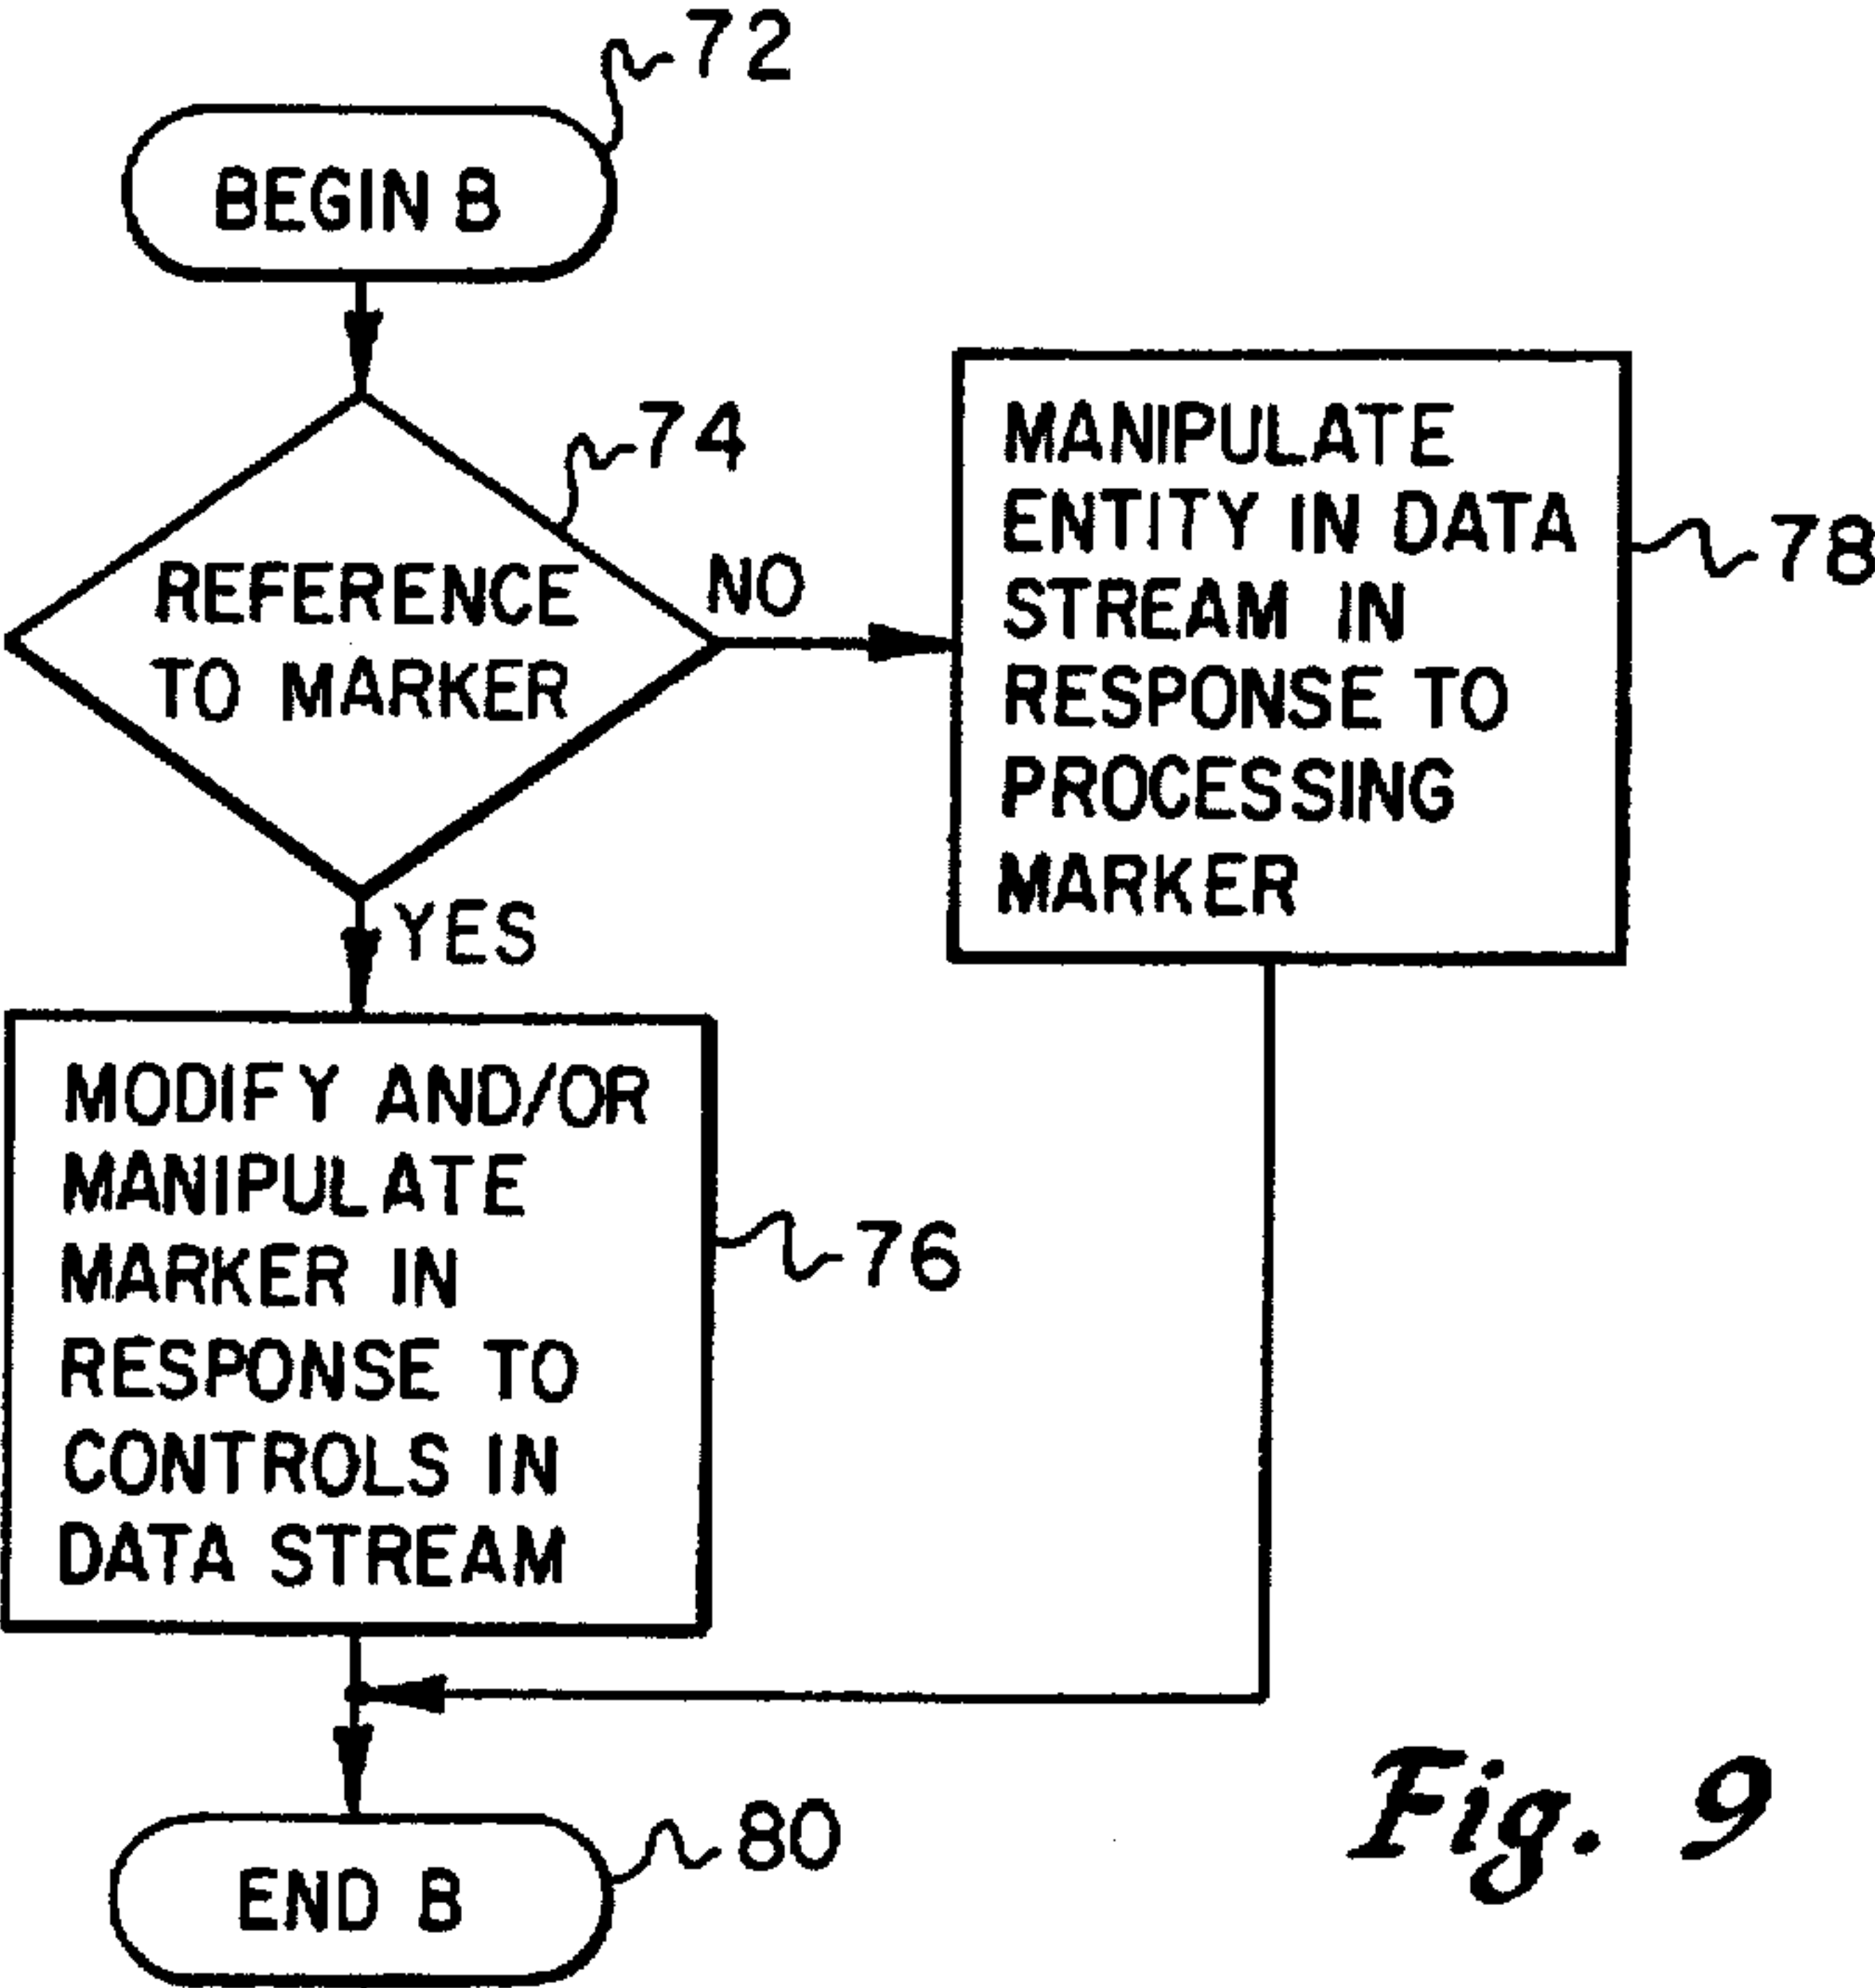 72
BEGIN B
74
REFERENCE
TO MARKER
NO
MANIPULATE
ENTITY IN DATA
STREAM IN
RESPONSE TO
PROCESSING
MARKER
78
YES
MODIFY AND/OR
MANIPULATE
MARKER IN
RESPONSE TO
CONTROLS IN
DATA STREAM
76
80
END B
Fig. 9